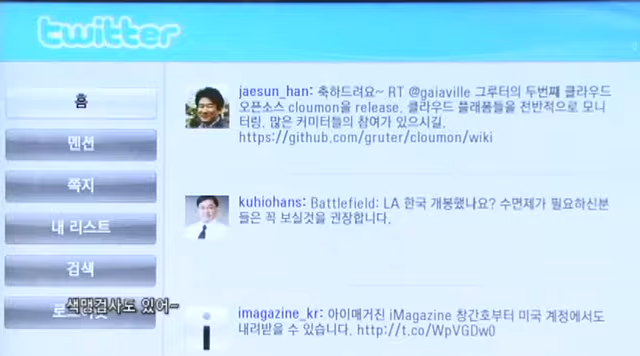 twitter
홈
멘션
쪽지
내 리스트
검색
색맹검사도 있어~
jaesun_han: 축하드려요~ RT @gaiaville 그루터의 두번째 클라우드
오픈소스 cloumon을 release, 클라우드 플래폼들을 전반적으로 모니
터링. 많은 커미터들의 참여가 있으시길.
https://github.com/gruter/cloumon/wiki
kuhiohans: Battlefield: LA 한국 개봉했나요? 수면제가 필요하신분
들은 꼭 보실것을 권장합니다.
imagazine_kr: 아이매거진 iMagazine 창간호부터 미국 계정에서도
내려받을 수 있습니다. http://t.co/WpVGDw0